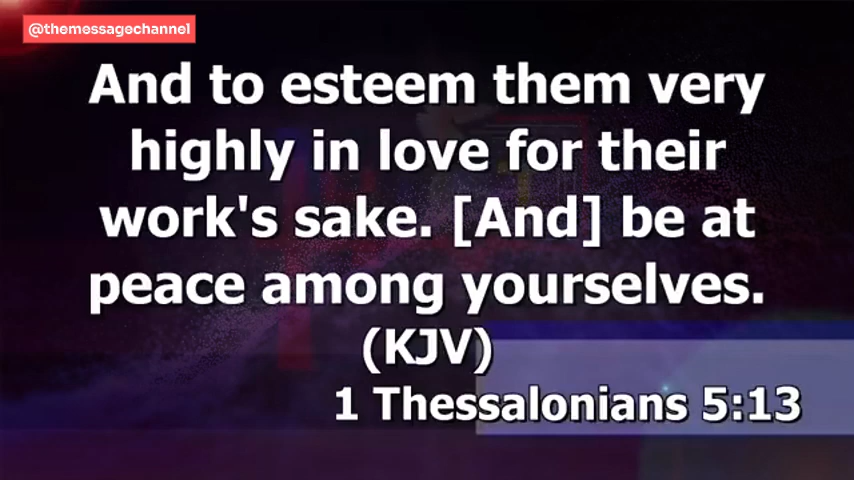 @themessagechannel
And to esteem them very
highly in love for their
work's sake. [And] be at
peace among yourselves.
(KJV)
1 Thessalonians 5:13